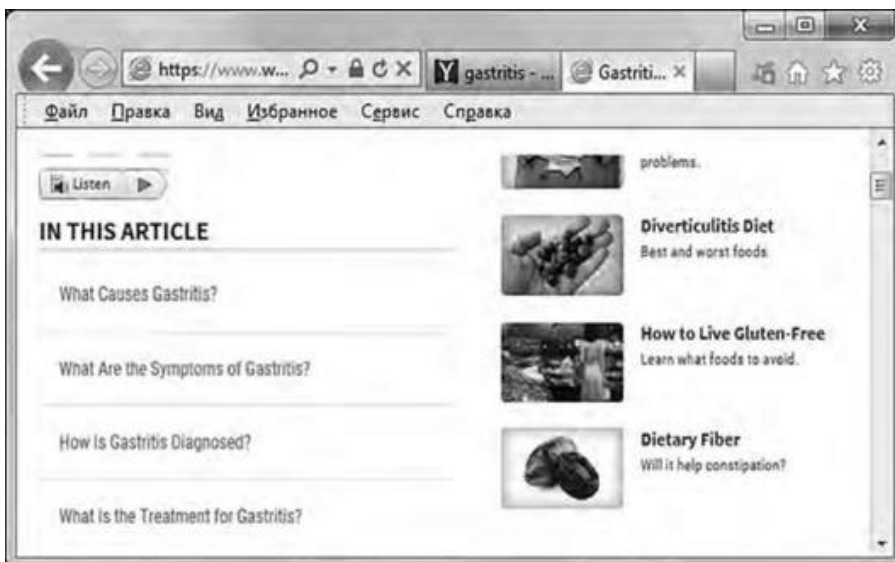 https://www.w...
gastritis - ...
Gastriti...
Файл Правка Вид Избранное Сервис Справка
Listen
IN THIS ARTICLE
What Causes Gastritis?
What Are the Symptoms of Gastritis?
How Is Gastritis Diagnosed?
What Is the Treatment for Gastritis?
problems.
Diverticulitis Diet
Best and worst foods
How to Live Gluten-Free
Learn what foods to avoid.
Dietary Fiber
Will it help constipation?